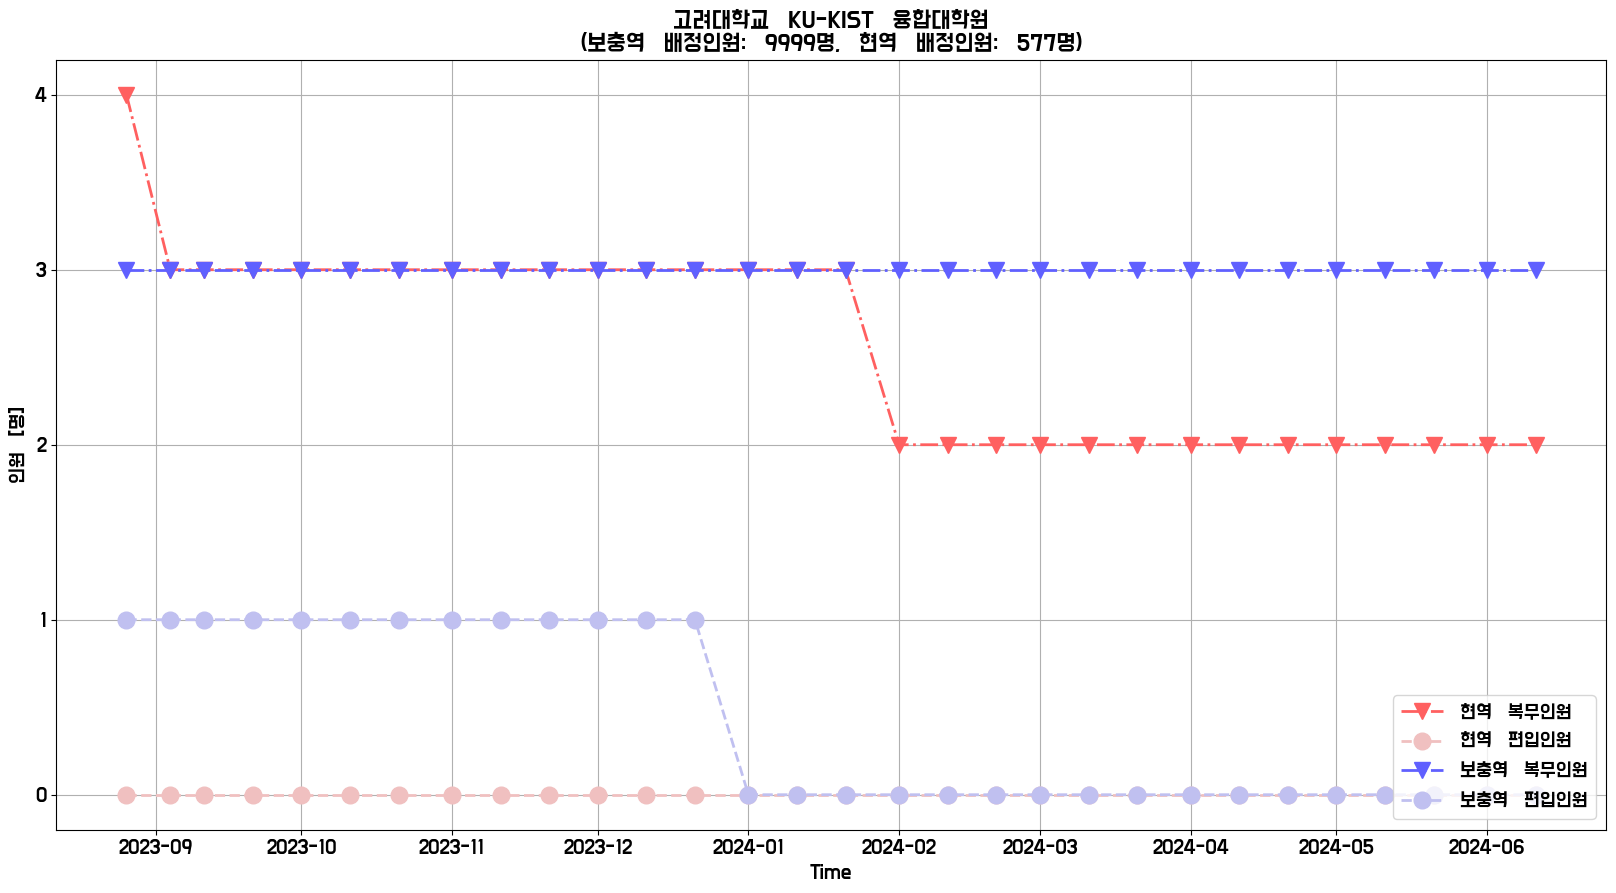 고려대학교 KU-KIST 융합대학원
(보충역 배정인원: 9999명, 현역 배정인원: 577명)
4
3
2
1
0
인원 [명]
2023-09 2023-10 2023-11 2023-12 2024-01 2024-02 2024-03 2024-04 2024-05 2024-06
Time
현역 복무인원
현역 편입인원
보충역 복무인원
보충역 편입인원